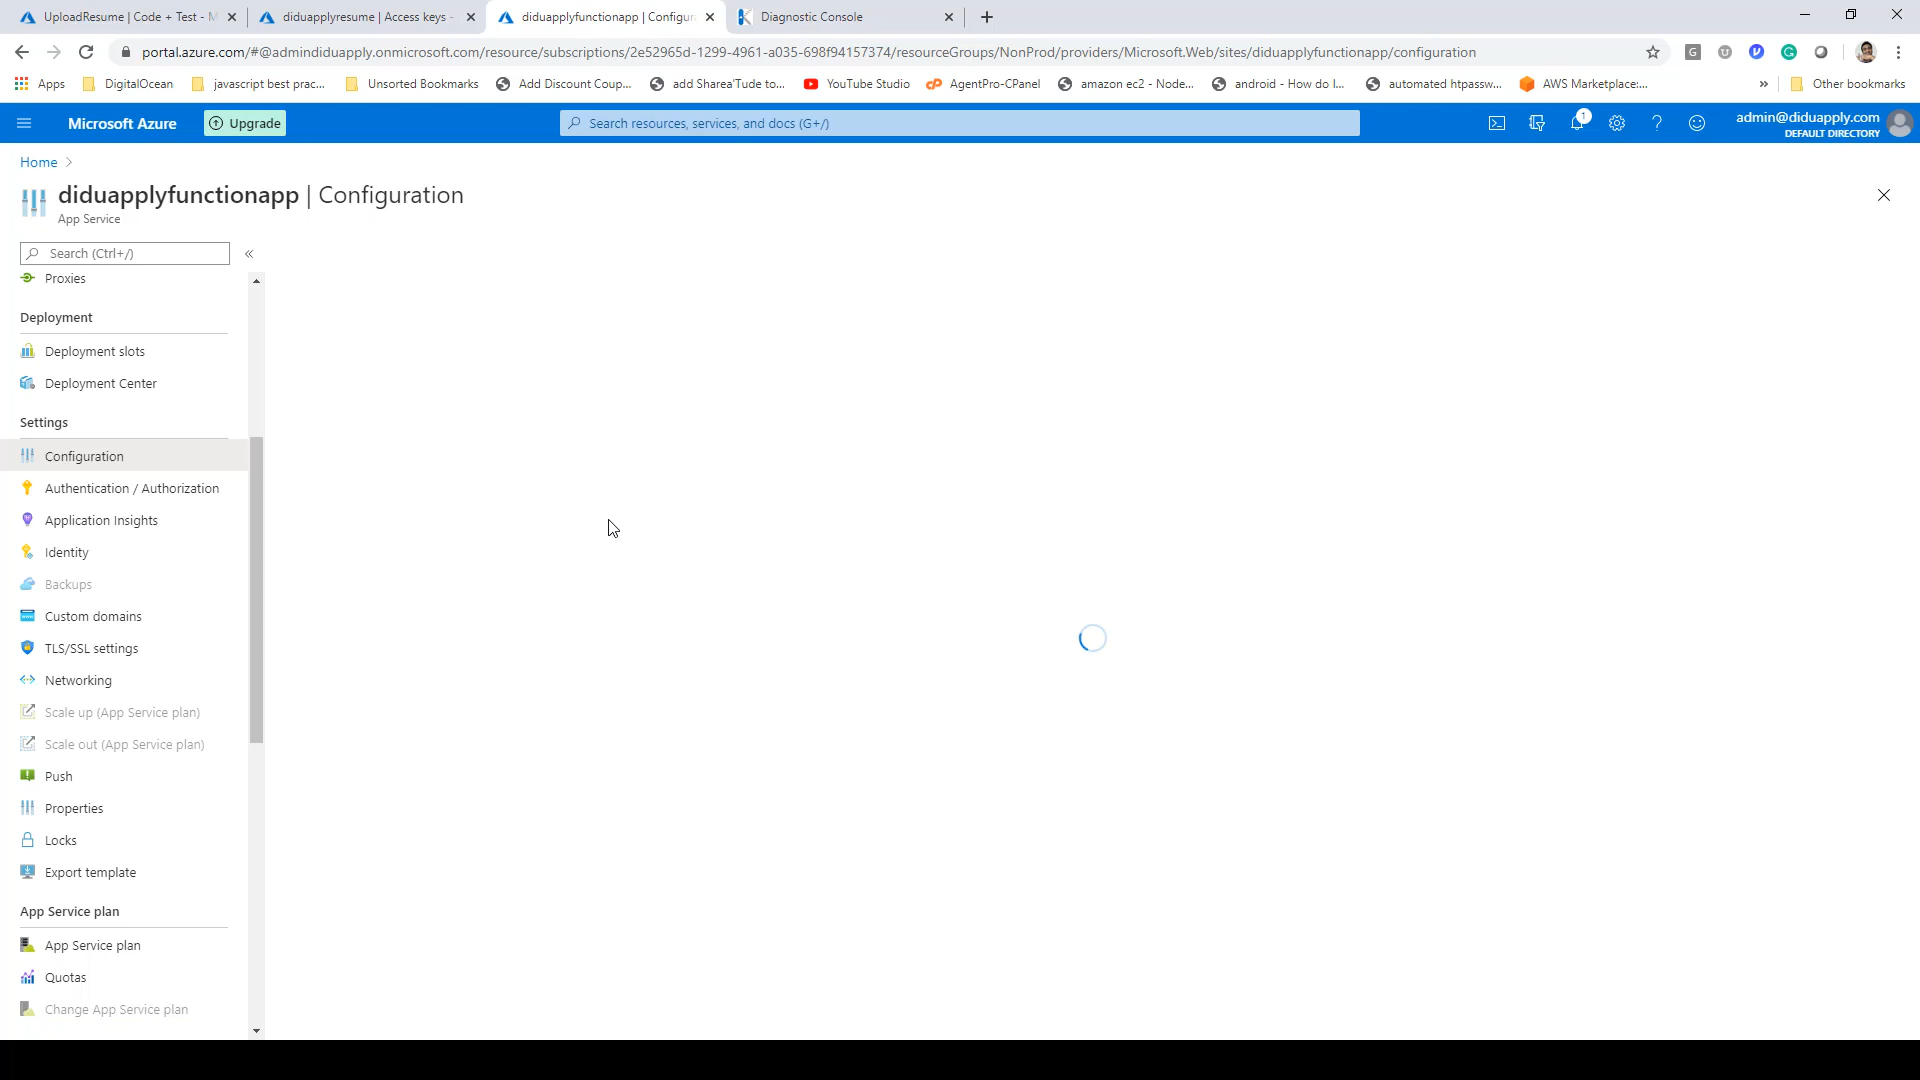 UploadResume | Code + Test - M
diduapplyresume | Access keys -
diduapplyfunctionapp | Configura
Diagnostic Console
portal.azure.com/#@admindiduapply.onmicrosoft.com/resource/subscriptions/2e52965d-1299-4961-a035-698f94157374/resourceGroups/NonProd/providers/Microsoft.Web/sites/diduapplyfunctionapp/configuration
Apps
DigitalOcean
javascript best prac...
Unsorted Bookmarks
Add Discount Coup...
add Sharea'Tude to...
YouTube Studio
AgentPro-CPanel
amazon ec2 - Node...
android - How do I...
automated htpassw...
AWS Marketplace:...
»
Other bookmarks
Microsoft Azure
Upgrade
Search resources, services, and docs (G+/)
1
admin@diduapply.com
DEFAULT DIRECTORY
Home >
diduapplyfunctionapp | Configuration
App Service
Search (Ctrl+/)
«
Proxies
Deployment
Deployment slots
Deployment Center
Settings
Configuration
Authentication / Authorization
Application Insights
Identity
Backups
Custom domains
TLS/SSL settings
Networking
Scale up (App Service plan)
Scale out (App Service plan)
Push
Properties
Locks
Export template
App Service plan
App Service plan
Quotas
Change App Service plan